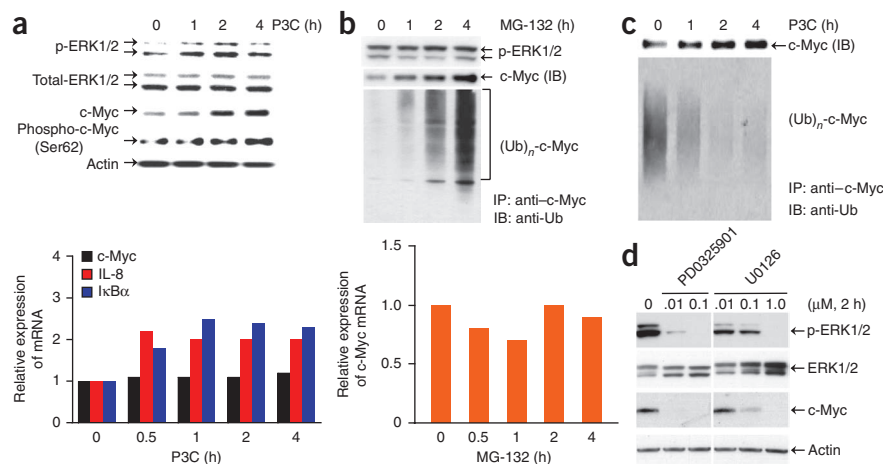 a
0 1 2 4 P3C (h)
p-ERK1/2
Total-ERK1/2
c-Myc
Phospho-c-Myc
(Ser62)
Actin
b
MG-132 (h)
0 1 2 4
p-ERK1/2
c-Myc (IB)
(Ub)n-c-Myc
IP: anti–c-Myc
IB: anti-Ub
c
0 1 2 4 P3C (h)
c-Myc (IB)
(Ub)n-c-Myc
IP: anti–c-Myc
IB: anti-Ub
Relative expression
of mRNA
4
3
2
1
0
c-Myc
IL-8
IκBα
0 0.5 1 2 4
P3C (h)
Relative expression
of c-Myc mRNA
1.5
1.0
0.5
0
0 0.5 1 2 4
MG-132 (h)
d
PD0325901
U0126
0 .01 0.1 .01 0.1 1.0 (μM, 2 h)
p-ERK1/2
ERK1/2
c-Myc
Actin